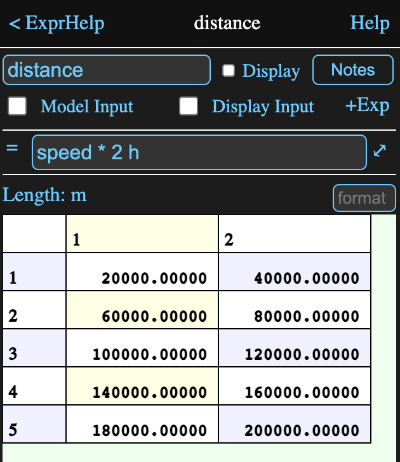 < ExprHelp distance Help
distance Display Notes
Model Input Display Input +Exp
= speed * 2 h
Length: m format
1 2
1 20000.00000 40000.00000
2 60000.00000 80000.00000
3 100000.00000 120000.00000
4 140000.00000 160000.00000
5 180000.00000 200000.00000